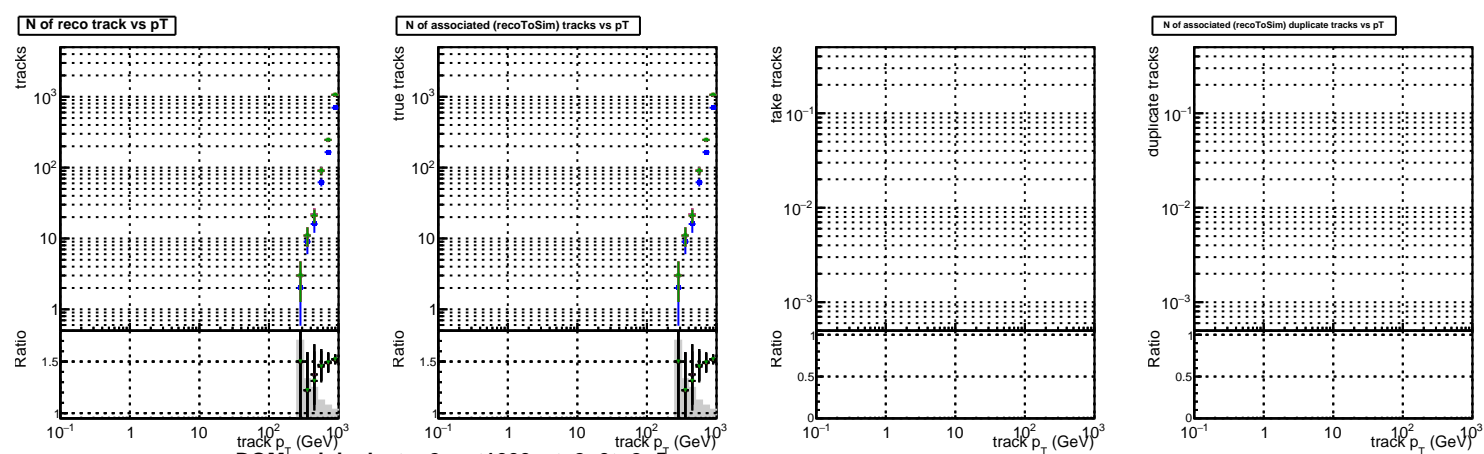 N of reco track vs pT
tracks
10³
10²
10
1
Ratio
1.5
1
10⁻¹ 1 10 10² 10³
track p_T (GeV)
N of associated (recoToSim) tracks vs pT
true tracks
10³
10²
10
1
Ratio
1.5
1
10⁻¹ 1 10 10² 10³
track p_T (GeV)
fake tracks
10⁻¹
10⁻²
10⁻³
Ratio
1
0.5
0
10⁻¹ 1 10 10² 10³
track p_T (GeV)
N of associated (recoToSim) duplicate tracks vs pT
duplicate tracks
10⁻¹
10⁻²
10⁻³
Ratio
1
0.5
0
10⁻¹ 1 10 10² 10³
track p_T (GeV)